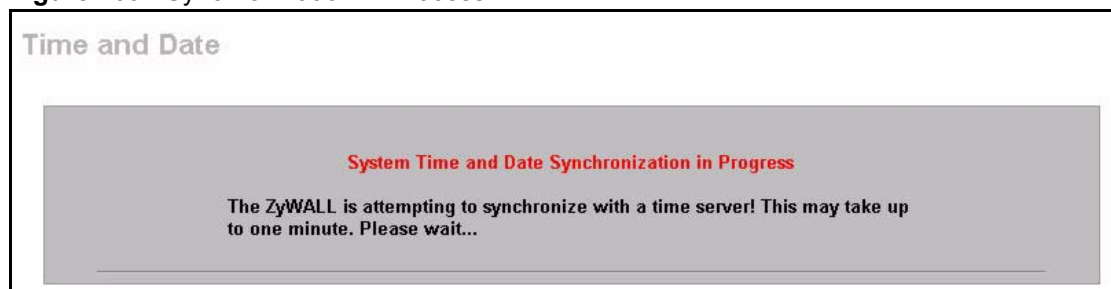 Time and Date
System Time and Date Synchronization in Progress
The ZyWALL is attempting to synchronize with a time server! This may take up
to one minute. Please wait...